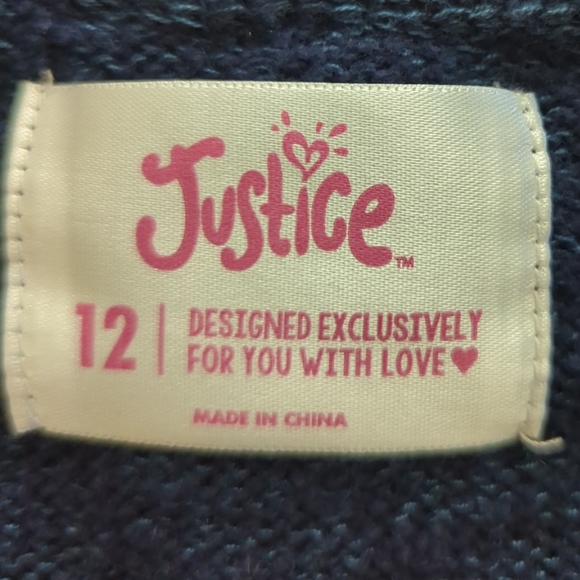 Justice™
12 | DESIGNED EXCLUSIVELY
FOR YOU WITH LOVE♥
MADE IN CHINA